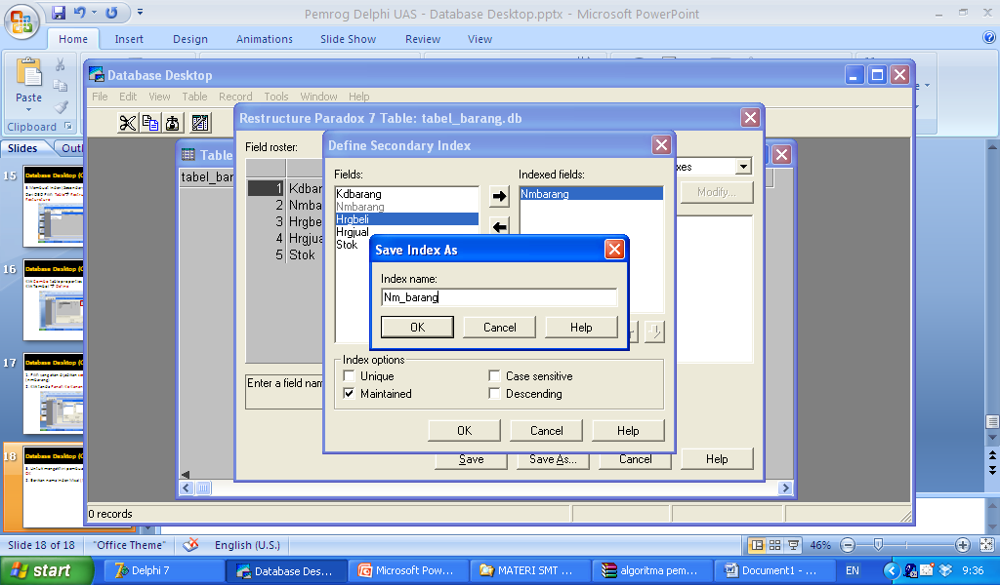 Pemrog Delphi UAS - Database Desktop.pptx - Microsoft PowerPoint
Home Insert Design Animations Slide Show Review View
Paste
Clipboard
Slides Outl
15
16
17
18
Database Desktop
File Edit View Table Record Tools Window Help
Table
tabel_bar
Restructure Paradox 7 Table: tabel_barang.db
Field roster:
1 Kdbarang
2 Nmba
3 Hrgbe
4 Hrgjua
5 Stok
Enter a field nam
xes
Modify...
Save Save As... Cancel Help
Define Secondary Index
Fields: Indexed fields:
Kdbarang
Nmbarang
Hrgbeli
Hrgjual
Stok
Nmbarang
Index options
Unique Case sensitive
Maintained Descending
OK Cancel Help
Save Index As
Index name:
Nm_barang
OK Cancel Help
0 records
Slide 18 of 18 "Office Theme" English (U.S.) 46%
start Delphi 7 Database Des... Microsoft Pow... MATERI SMT ... algoritma pem... Document1 - ... EN 9:36